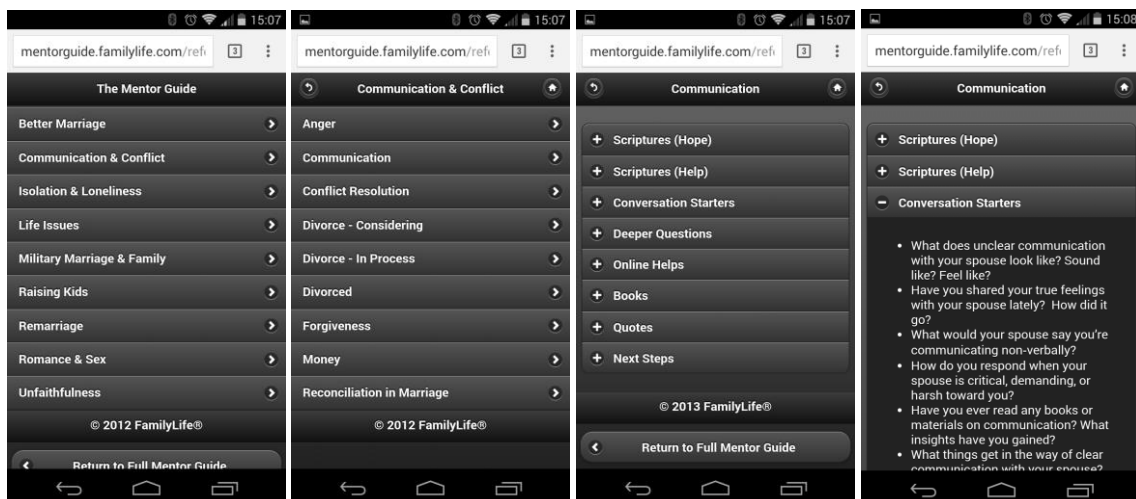 15:07
mentorguide.familylife.com/refe
3
The Mentor Guide
Better Marriage
Communication & Conflict
Isolation & Loneliness
Life Issues
Military Marriage & Family
Raising Kids
Remarriage
Romance & Sex
Unfaithfulness
© 2012 FamilyLife®
Return to Full Mentor Guide
15:07
mentorguide.familylife.com/refe
3
Communication & Conflict
Anger
Communication
Conflict Resolution
Divorce - Considering
Divorce - In Process
Divorced
Forgiveness
Money
Reconciliation in Marriage
© 2012 FamilyLife®
15:07
mentorguide.familylife.com/refe
3
Communication
Scriptures (Hope)
Scriptures (Help)
Conversation Starters
Deeper Questions
Online Helps
Books
Quotes
Next Steps
© 2013 FamilyLife®
Return to Full Mentor Guide
15:08
mentorguide.familylife.com/refe
3
Communication
Scriptures (Hope)
Scriptures (Help)
Conversation Starters
• What does unclear communication
with your spouse look like? Sound
like? Feel like?
• Have you shared your true feelings
with your spouse lately? How did it
go?
• What would your spouse say you're
communicating non-verbally?
• How do you respond when your
spouse is critical, demanding, or
harsh toward you?
• Have you ever read any books or
materials on communication? What
insights have you gained?
• What things get in the way of clear
communication with your spouse?